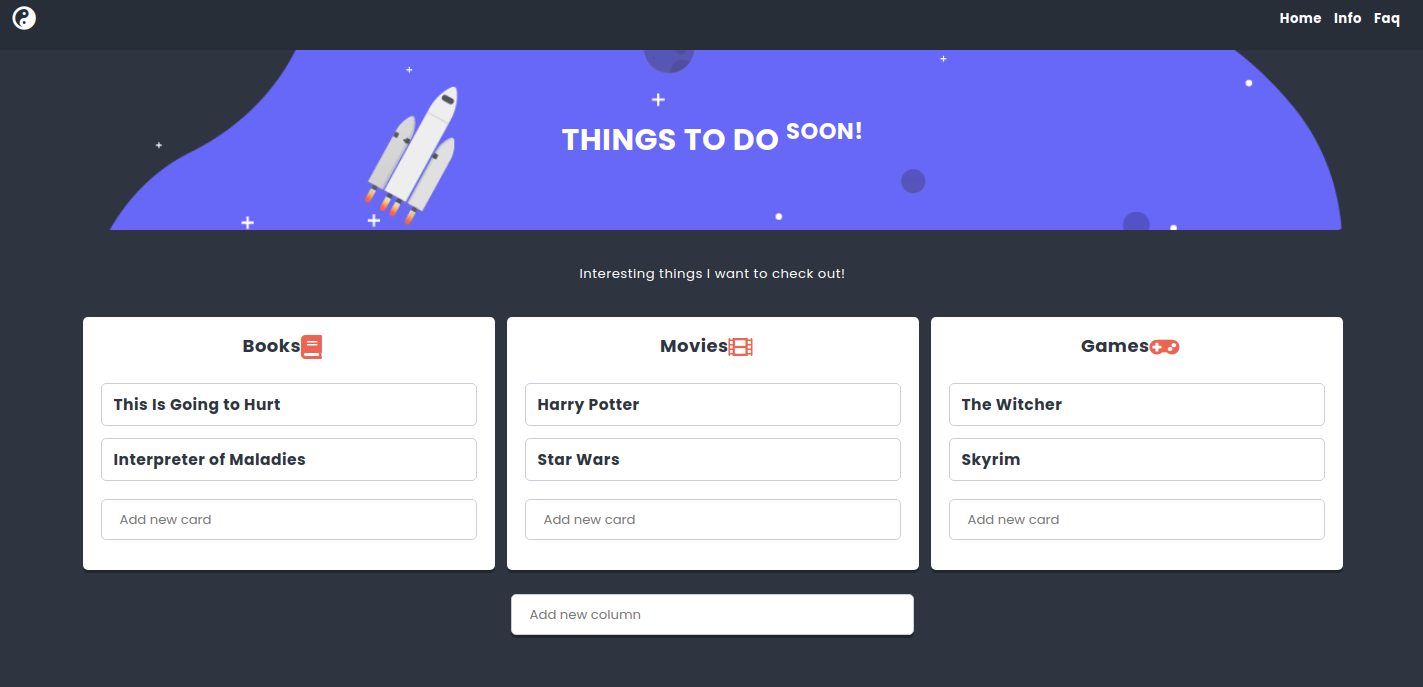 Home Info Faq
THINGS TO DO SOON!
Interesting things I want to check out!
Books
This Is Going to Hurt
Interpreter of Maladies
Add new card
Movies
Harry Potter
Star Wars
Add new card
Games
The Witcher
Skyrim
Add new card
Add new column